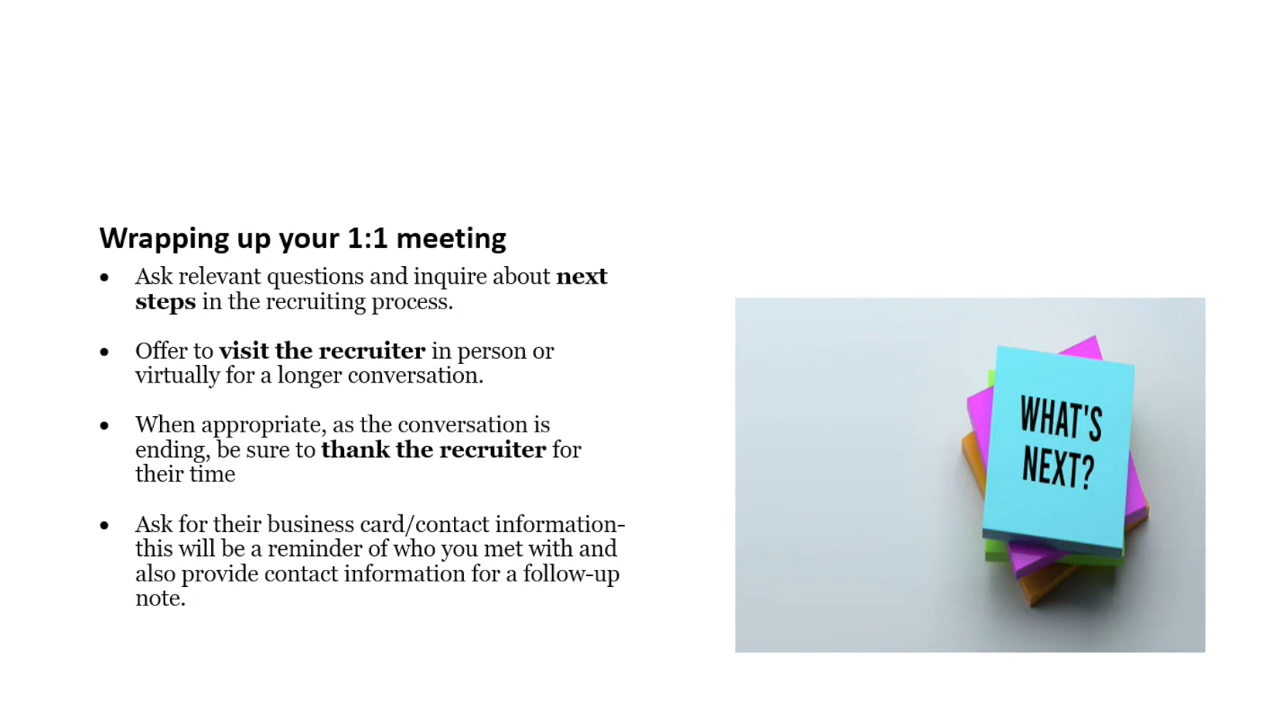 Wrapping up your 1:1 meeting
• Ask relevant questions and inquire about next
steps in the recruiting process.
• Offer to visit the recruiter in person or
virtually for a longer conversation.
• When appropriate, as the conversation is
ending, be sure to thank the recruiter for
their time
• Ask for their business card/contact information-
this will be a reminder of who you met with and
also provide contact information for a follow-up
note.
WHAT'S
NEXT?